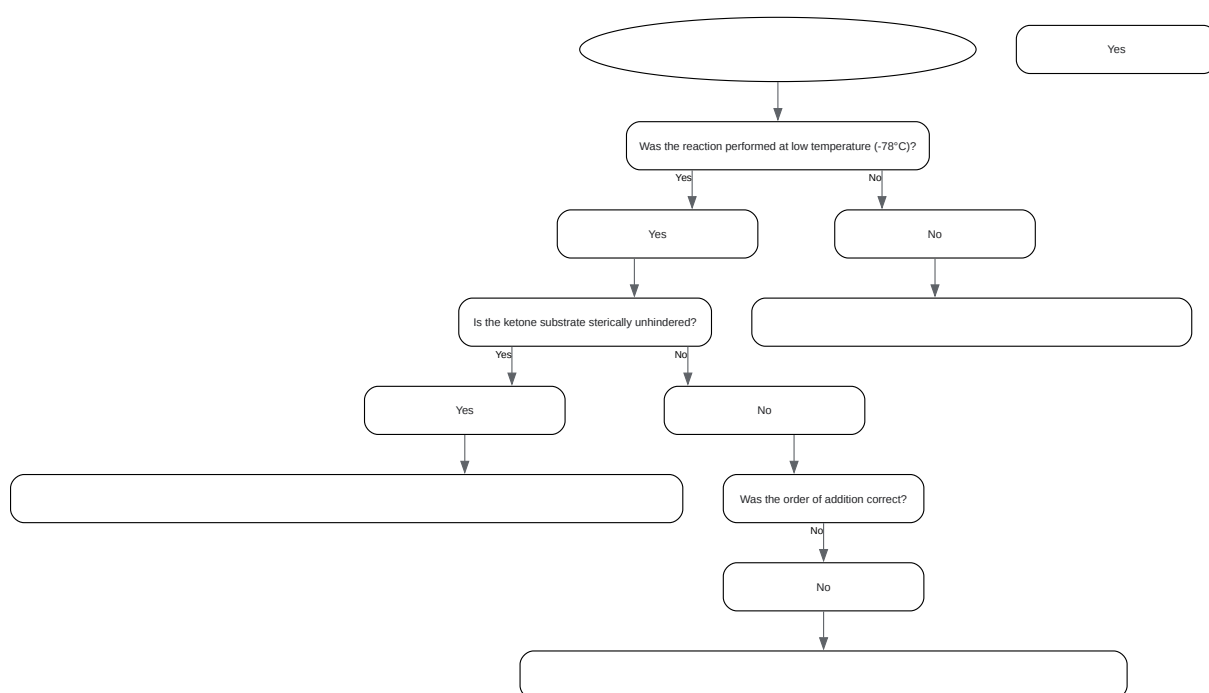 Yes
Was the reaction performed at low temperature (-78°C)?
Yes
No
Yes
No
Is the ketone substrate sterically unhindered?
Yes
No
Yes
No
Was the order of addition correct?
No
No